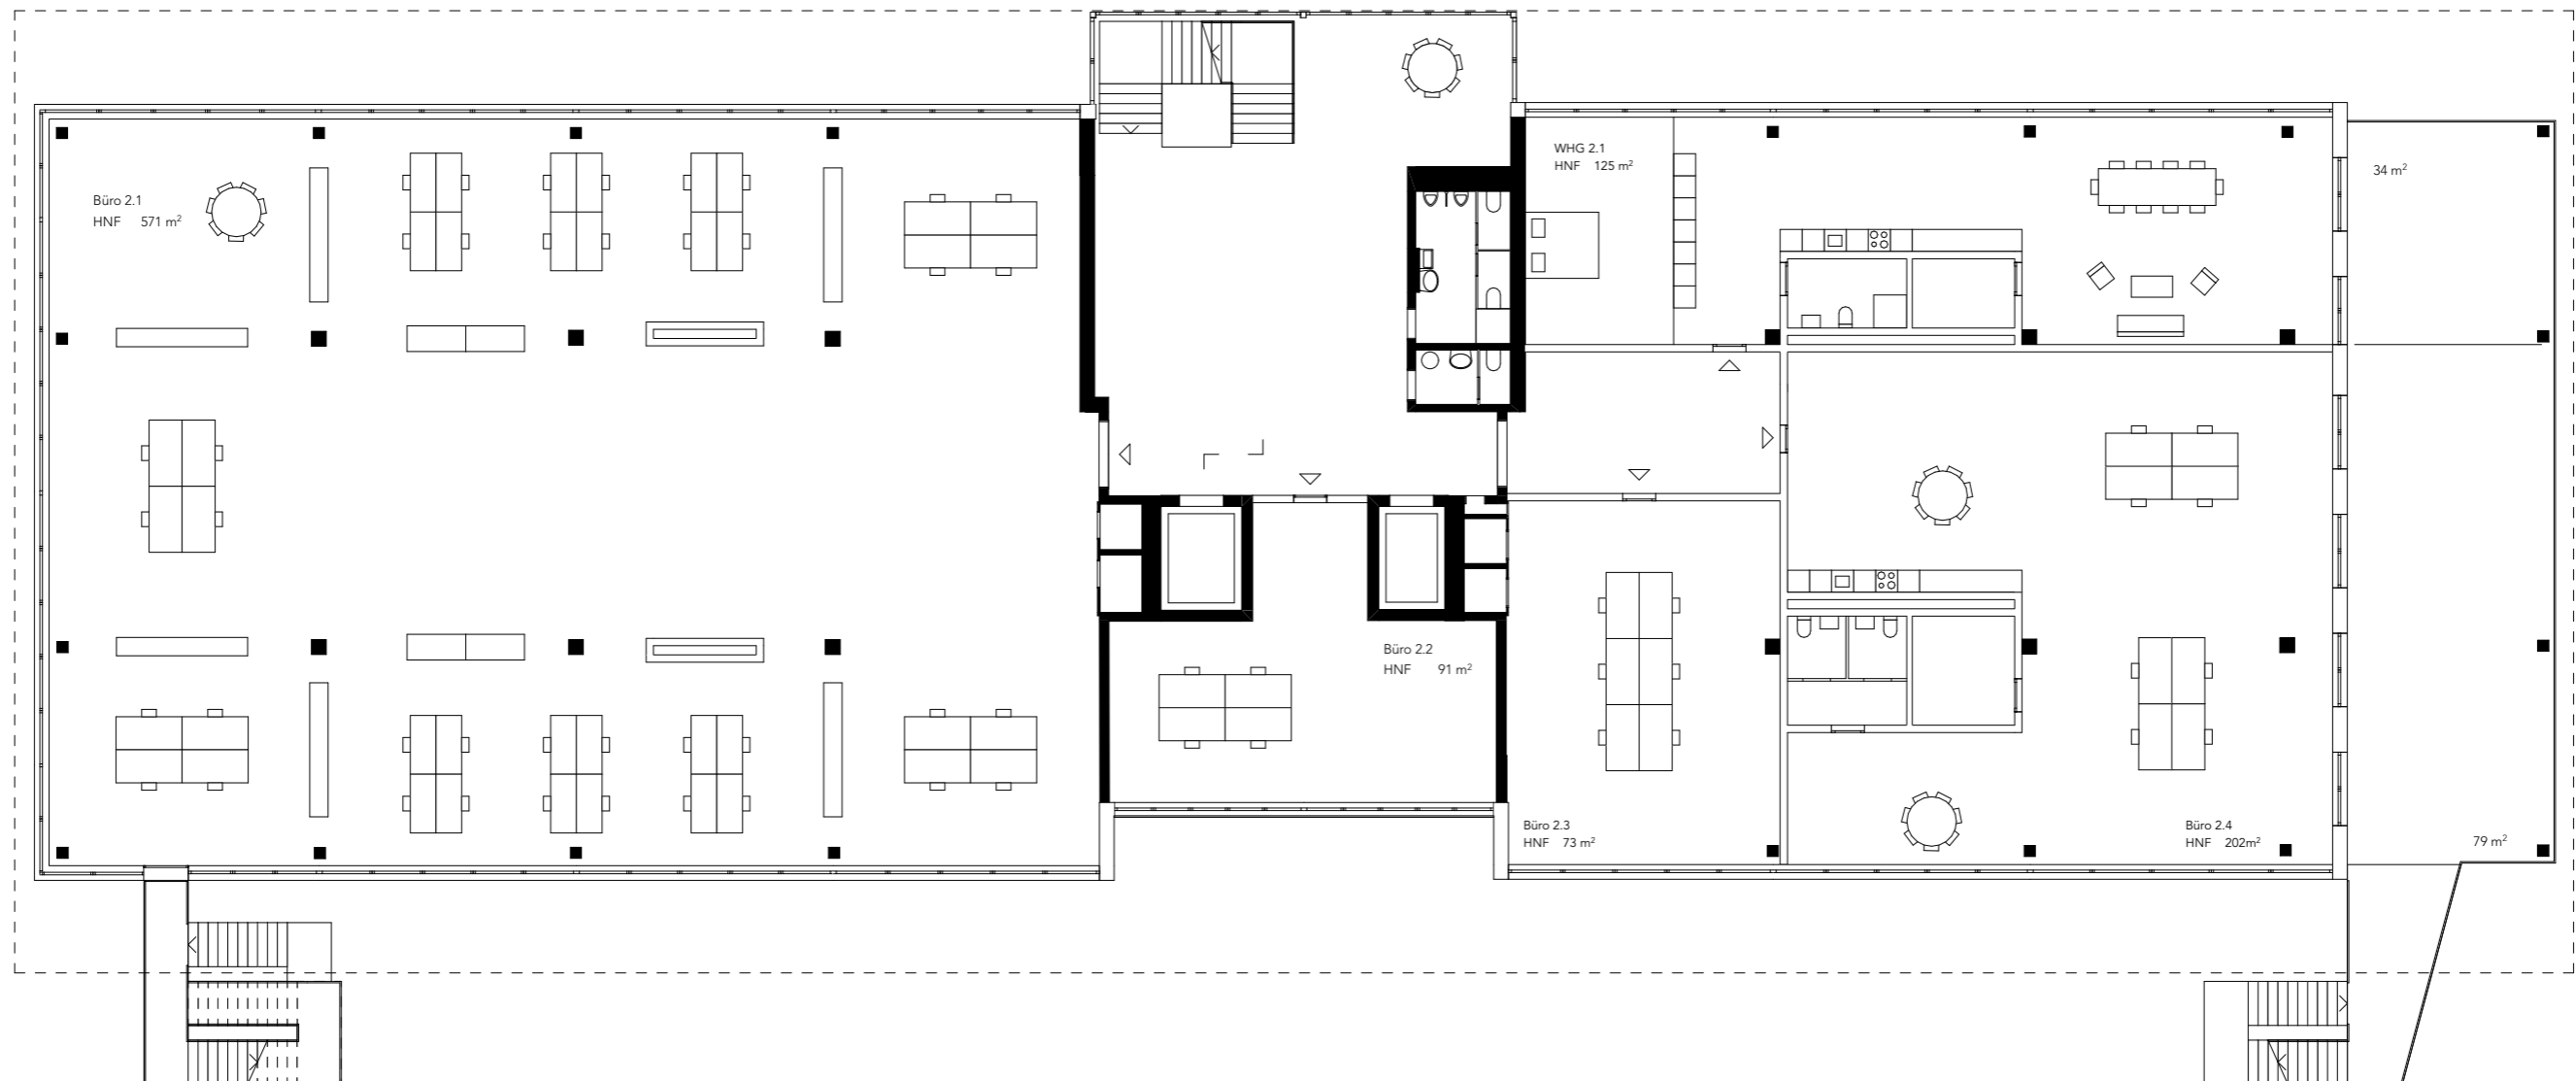 Büro 2.1
HNF 571 m²
WHG 2.1
HNF 125 m²
34 m²
Büro 2.2
HNF 91 m²
Büro 2.3
HNF 73 m²
Büro 2.4
HNF 202m²
79 m²